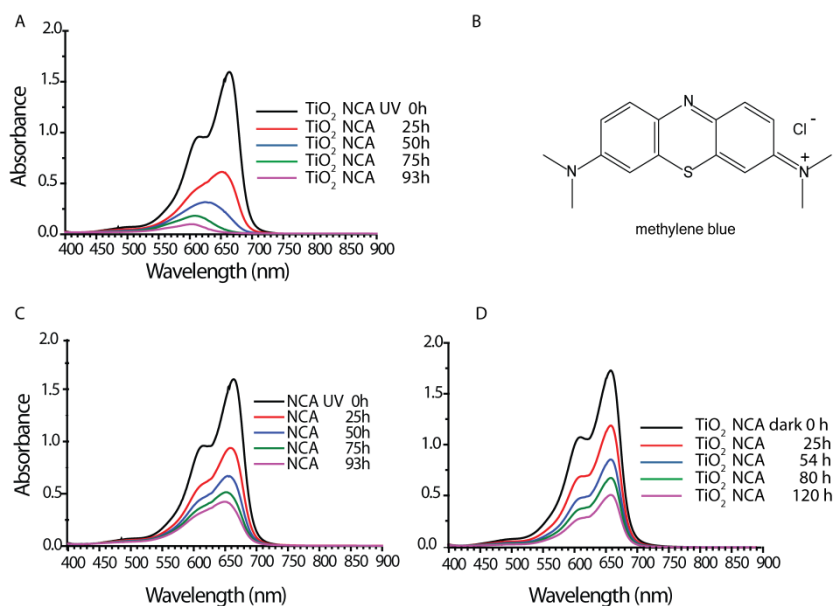 A
2.0
1.5
1.0
0.5
0.0
Absorbance
400 450 500 550 600 650 700 750 800 850 900
Wavelength (nm)
TiO2 NCA UV 0h
TiO2 NCA 25h
TiO2 NCA 50h
TiO2 NCA 75h
TiO2 NCA 93h
B
N
N
S
N
+
Cl -
methylene blue
C
2.0
1.5
1.0
0.5
0.0
Absorbance
400 450 500 550 600 650 700 750 800 850 900
Wavelength (nm)
NCA UV 0h
NCA 25h
NCA 50h
NCA 75h
NCA 93h
D
2.0
1.5
1.0
0.5
0.0
400 450 500 550 600 650 700 750 800 850 900
Wavelength (nm)
TiO2 NCA dark 0 h
TiO2 NCA 25h
TiO2 NCA 54 h
TiO2 NCA 80 h
TiO2 NCA 120 h